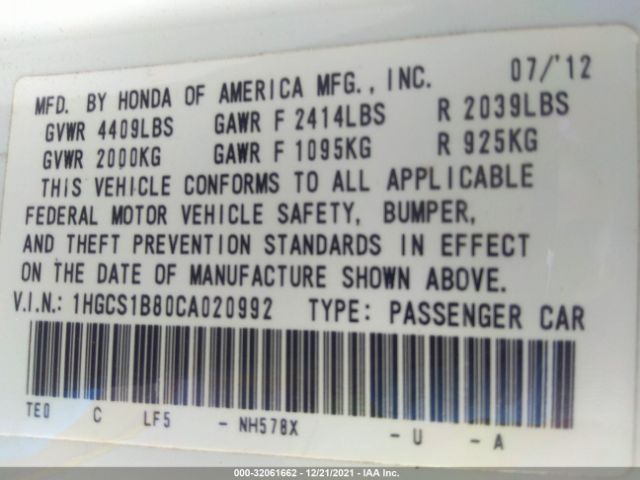 MFD. BY HONDA OF AMERICA MFG., INC. 07/'12
GVWR 4409LBS GAWR F 2414LBS R 2039LBS
GVWR 2000KG GAWR F 1095KG R 925KG
THIS VEHICLE CONFORMS TO ALL APPLICABLE
FEDERAL MOTOR VEHICLE SAFETY, BUMPER,
AND THEFT PREVENTION STANDARDS IN EFFECT
ON THE DATE OF MANUFACTURE SHOWN ABOVE.
V.I.N.: 1HGCS1B80CA020992 TYPE: PASSENGER CAR
TE0 C LF5 - NH578X - U - A
000-32061662 - 12/21/2021 - IAA Inc.